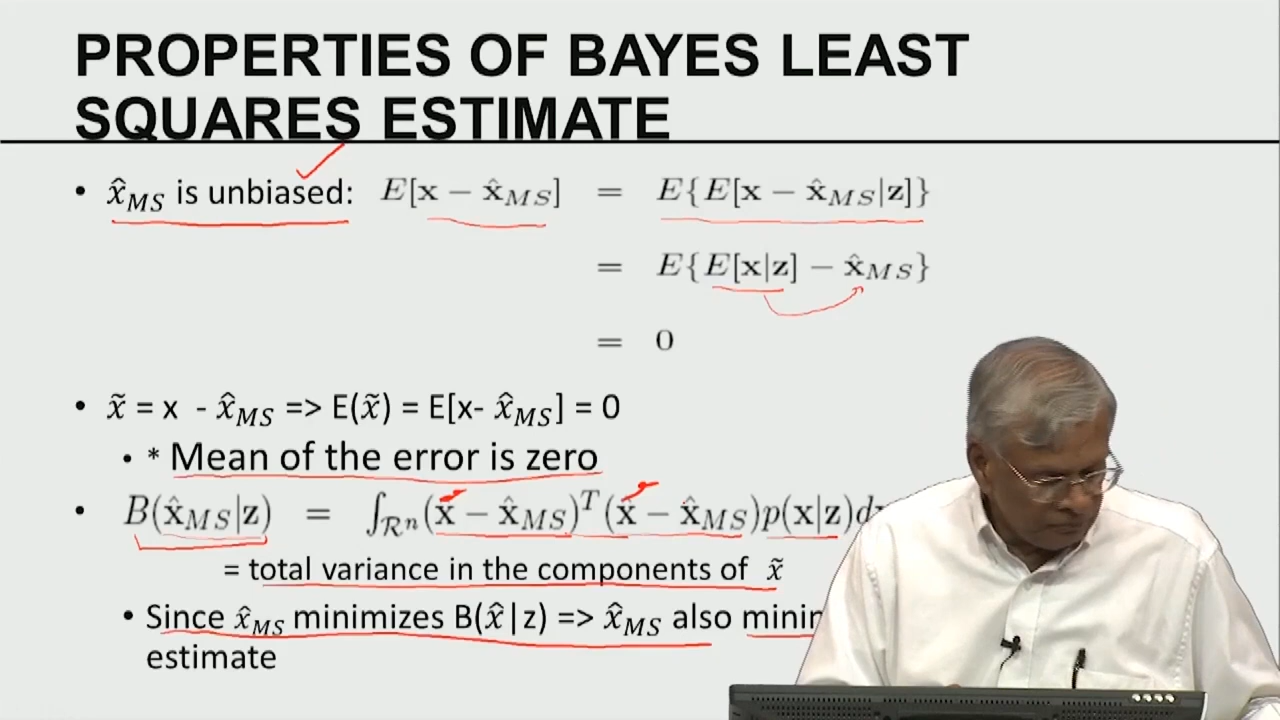 PROPERTIES OF BAYES LEAST
SQUARES ESTIMATE
• x̂_MS is unbiased: E[x − x̂_MS] = E{E[x − x̂_MS|z]}
= E{E[x|z] − x̂_MS}
= 0
• x̃ = x - x̂_MS => E(x̃) = E[x- x̂_MS] = 0
• * Mean of the error is zero
• B(x̂_MS|z) = ∫_ℛⁿ (x − x̂_MS)ᵀ(x − x̂_MS)p(x|z)d
= total variance in the components of x̃
• Since x̂_MS minimizes B(x̂|z) => x̂_MS also
estimate